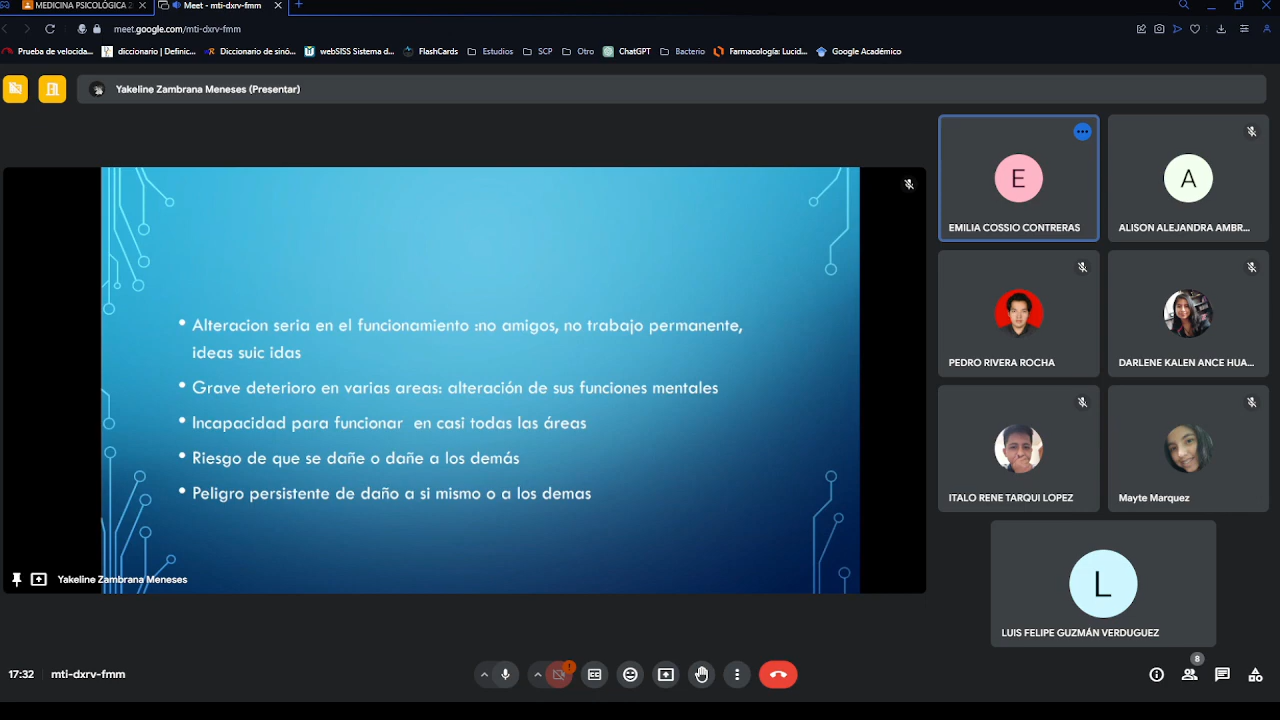 MEDICINA PSICOLÓGICA 2
Meet - mti-dxrv-fmm
meet.google.com/mti-dxrv-fmm
Prueba de velocida...
diccionario | Definic...
Diccionario de sinó...
webSISS Sistema d...
FlashCards
Estudios
SCP
Otro
ChatGPT
Bacterio
Farmacología: Lucid...
Google Académico
Yakeline Zambrana Meneses (Presentar)
• Alteracion seria en el funcionamiento :no amigos, no trabajo permanente,
ideas suic idas
• Grave deterioro en varias areas: alteración de sus funciones mentales
• Incapacidad para funcionar en casi todas las áreas
• Riesgo de que se dañe o dañe a los demás
• Peligro persistente de daño a si mismo o a los demas
Yakeline Zambrana Meneses
E
EMILIA COSSIO CONTRERAS
A
ALISON ALEJANDRA AMBR...
PEDRO RIVERA ROCHA
DARLENE KALEN ANCE HUA...
ITALO RENE TARQUI LOPEZ
Mayte Marquez
L
LUIS FELIPE GUZMÁN VERDUGUEZ
17:32
mti-dxrv-fmm
8